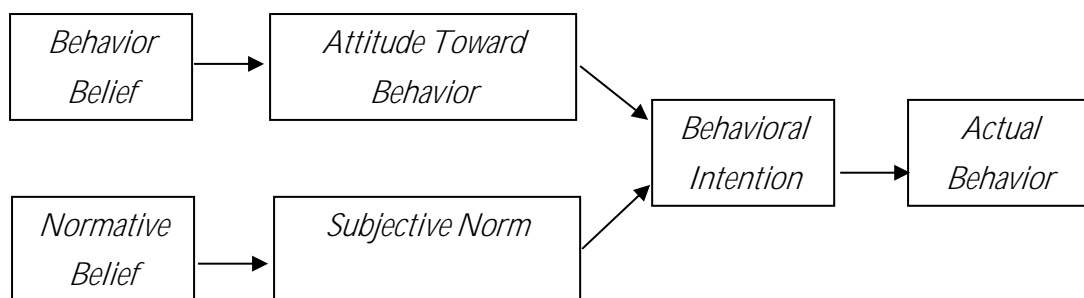 Behavior
Belief
Attitude Toward
Behavior
Behavioral
Intention
Actual
Behavior
Normative
Belief
Subjective Norm